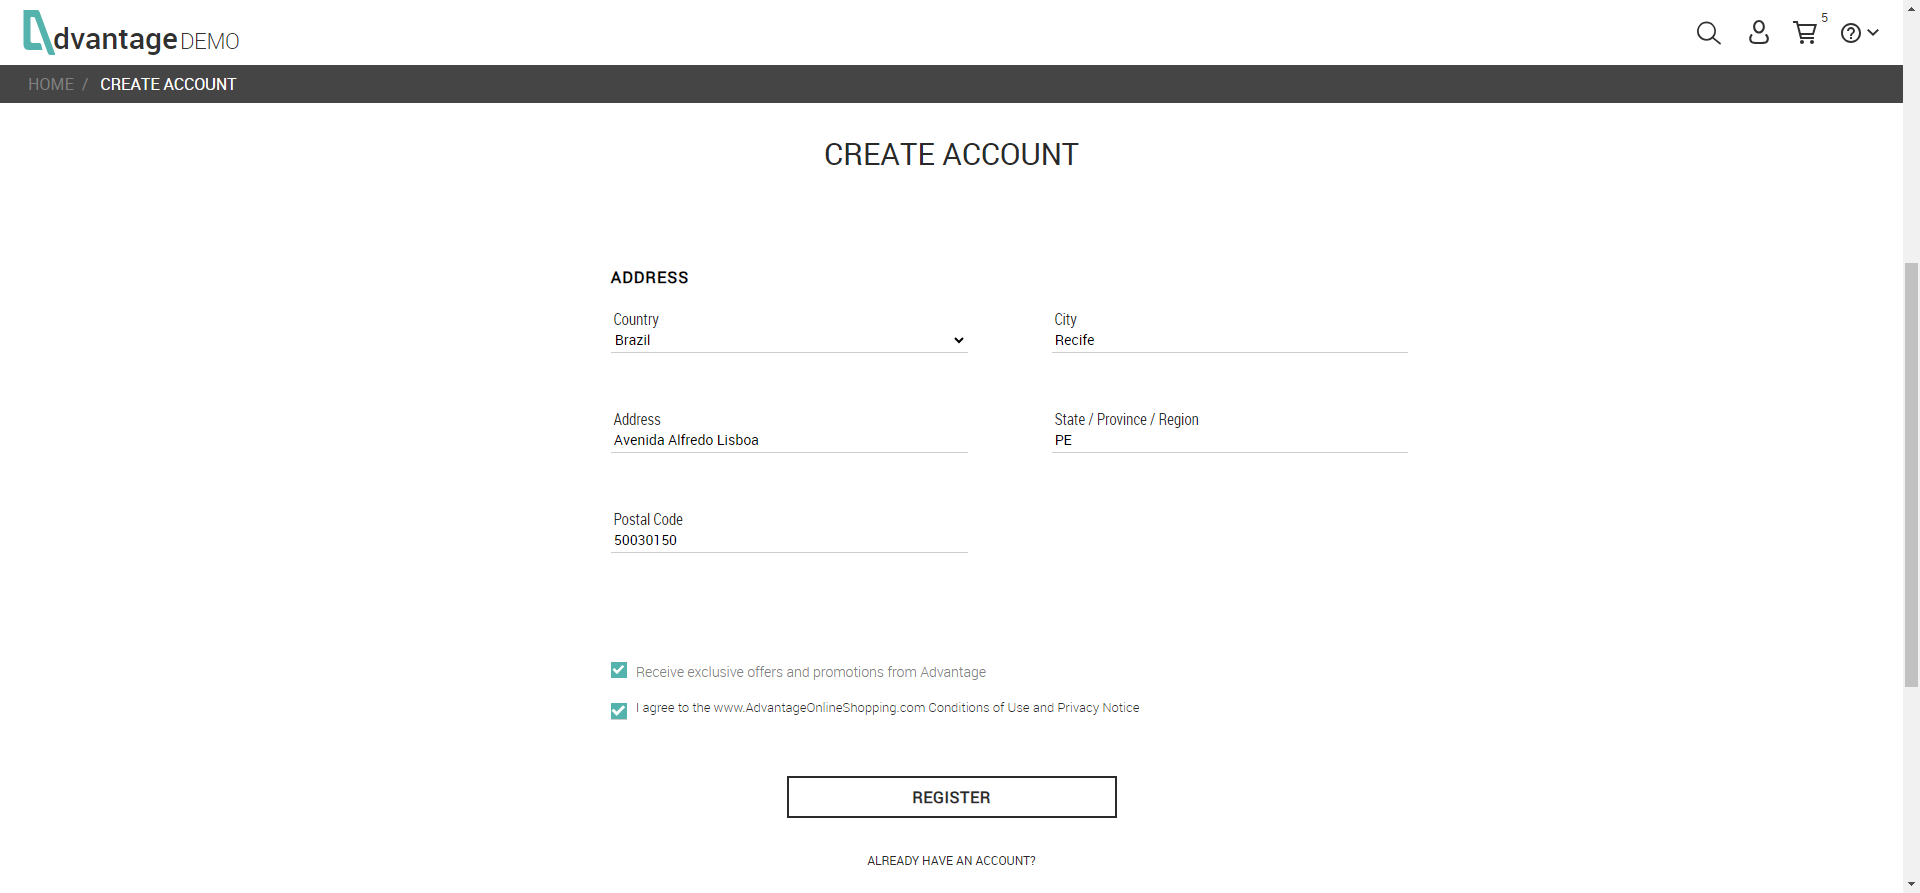 dvantage DEMO
5
HOME / CREATE ACCOUNT
CREATE ACCOUNT
ADDRESS
Country
Brazil
City
Recife
Address
Avenida Alfredo Lisboa
State / Province / Region
PE
Postal Code
50030150
Receive exclusive offers and promotions from Advantage
I agree to the www.AdvantageOnlineShopping.com Conditions of Use and Privacy Notice
REGISTER
ALREADY HAVE AN ACCOUNT?